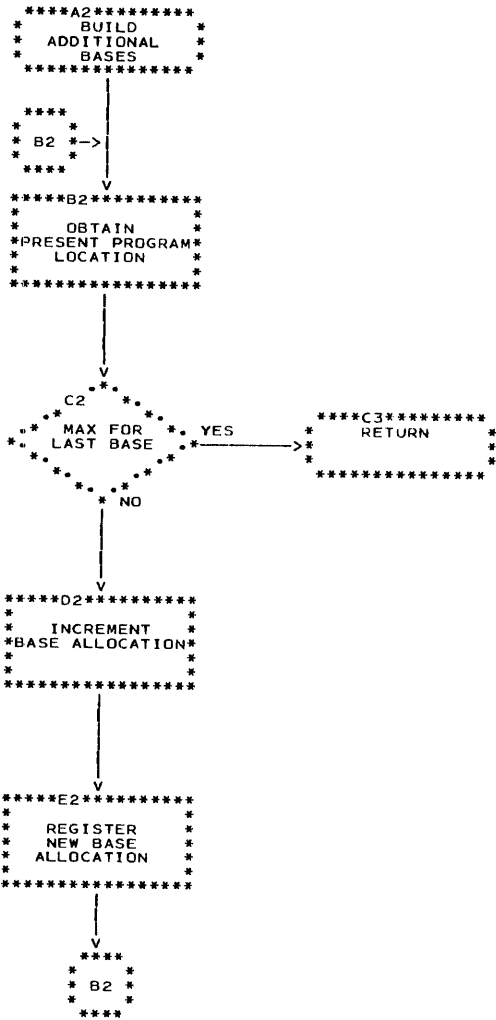 A2
BUILD
ADDITIONAL
BASES
B2
B2
OBTAIN
PRESENT PROGRAM
LOCATION
C2
MAX FOR
LAST BASE
YES
NO
C3
RETURN
D2
INCREMENT
BASE ALLOCATION
E2
REGISTER
NEW BASE
ALLOCATION
B2